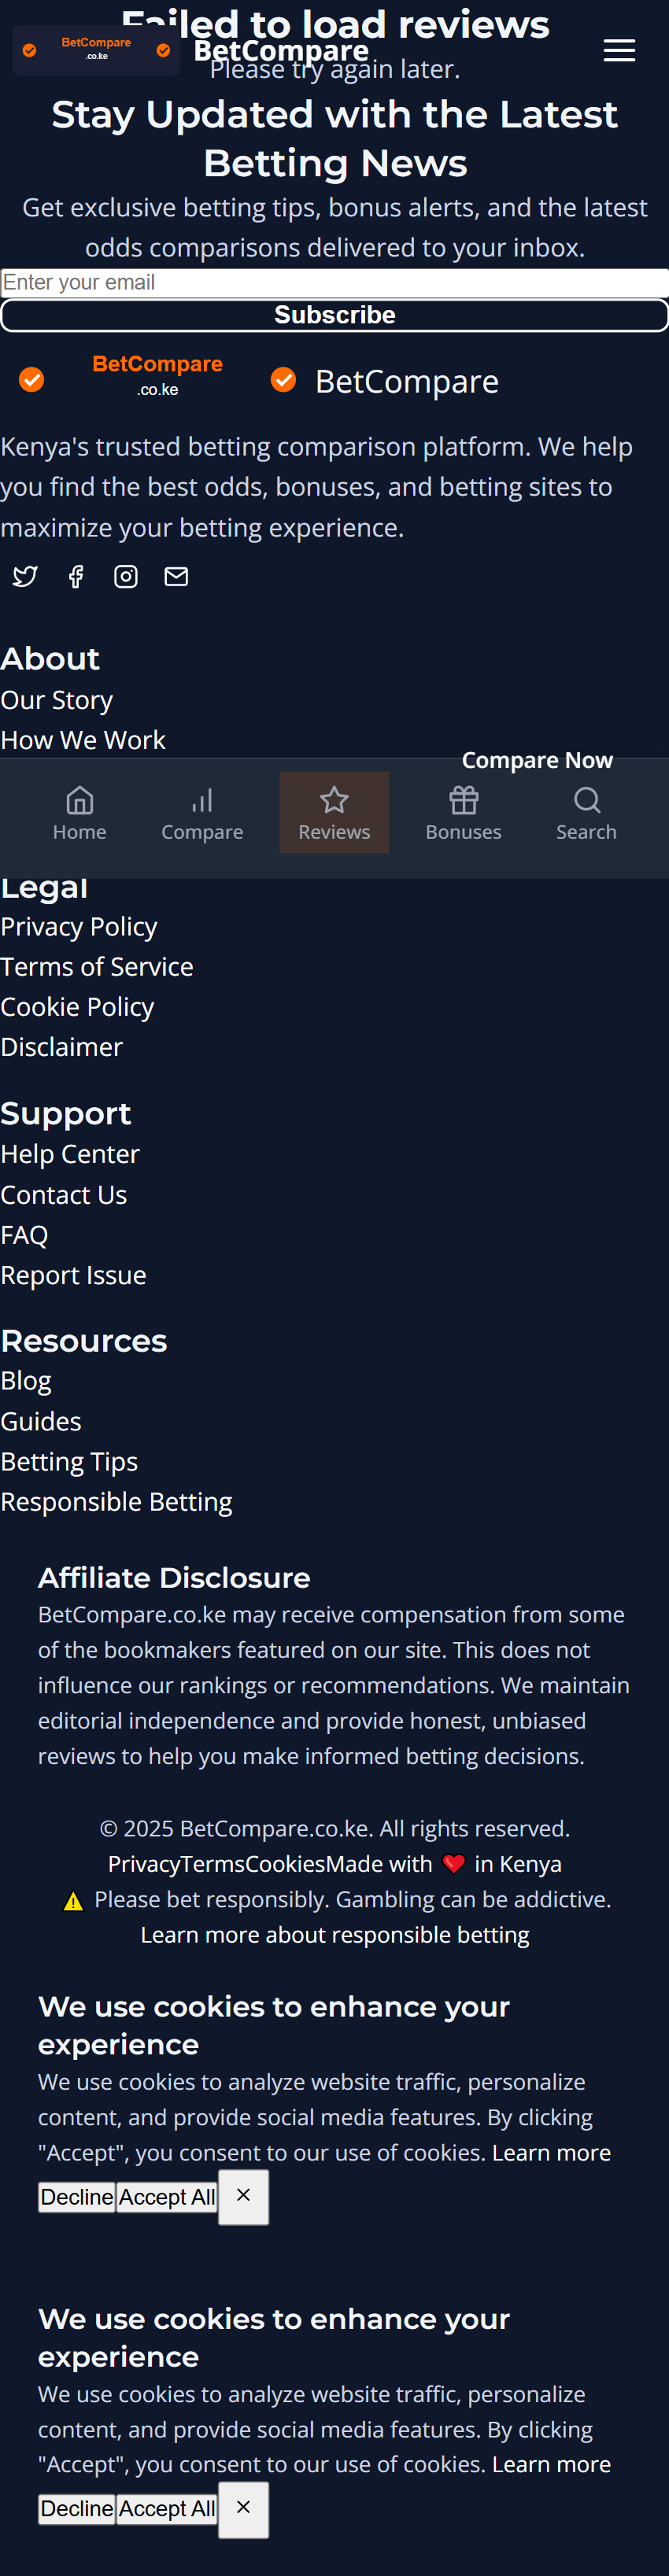 Failed to load reviews
BetCompare
.co.ke
BetCompare
Please try again later.
Stay Updated with the Latest
Betting News
Get exclusive betting tips, bonus alerts, and the latest
odds comparisons delivered to your inbox.
Enter your email
Subscribe
BetCompare
.co.ke
BetCompare
Kenya's trusted betting comparison platform. We help
you find the best odds, bonuses, and betting sites to
maximize your betting experience.
About
Our Story
How We Work
Compare Now
Home
Compare
Reviews
Bonuses
Search
Legal
Privacy Policy
Terms of Service
Cookie Policy
Disclaimer
Support
Help Center
Contact Us
FAQ
Report Issue
Resources
Blog
Guides
Betting Tips
Responsible Betting
Affiliate Disclosure
BetCompare.co.ke may receive compensation from some
of the bookmakers featured on our site. This does not
influence our rankings or recommendations. We maintain
editorial independence and provide honest, unbiased
reviews to help you make informed betting decisions.
© 2025 BetCompare.co.ke. All rights reserved.
PrivacyTermsCookiesMade with ❤️ in Kenya
⚠️ Please bet responsibly. Gambling can be addictive.
Learn more about responsible betting
We use cookies to enhance your
experience
We use cookies to analyze website traffic, personalize
content, and provide social media features. By clicking
"Accept", you consent to our use of cookies. Learn more
Decline Accept All
We use cookies to enhance your
experience
We use cookies to analyze website traffic, personalize
content, and provide social media features. By clicking
"Accept", you consent to our use of cookies. Learn more
Decline Accept All